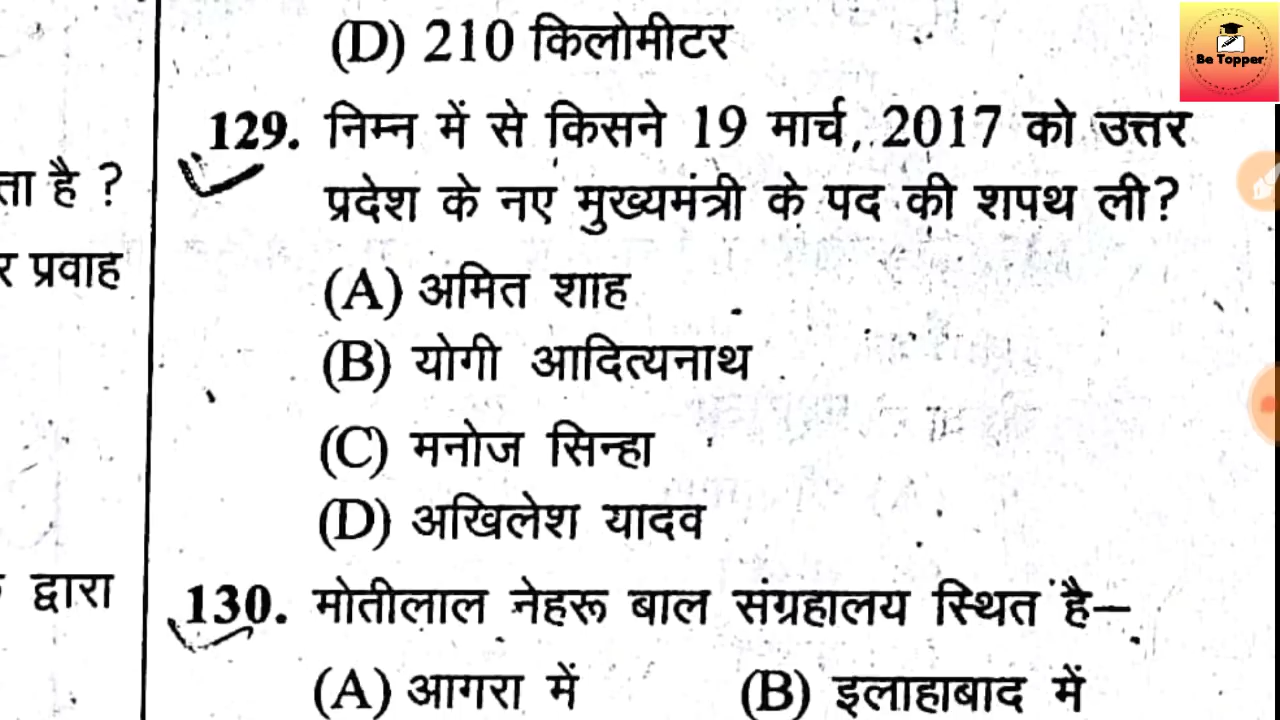 (D) 210 किलोमीटर
Be Topper
129. निम्न में से किसने 19 मार्च, 2017 को उत्तर
प्रदेश के नए मुख्यमंत्री के पद की शपथ ली?
(A) अमित शाह
(B) योगी आदित्यनाथ
(C) मनोज सिन्हा
(D) अखिलेश यादव
130. मोतीलाल नेहरू बाल संग्रहालय स्थित है–
(A) आगरा में (B) इलाहाबाद में
ता है ?
र प्रवाह
द्वारा